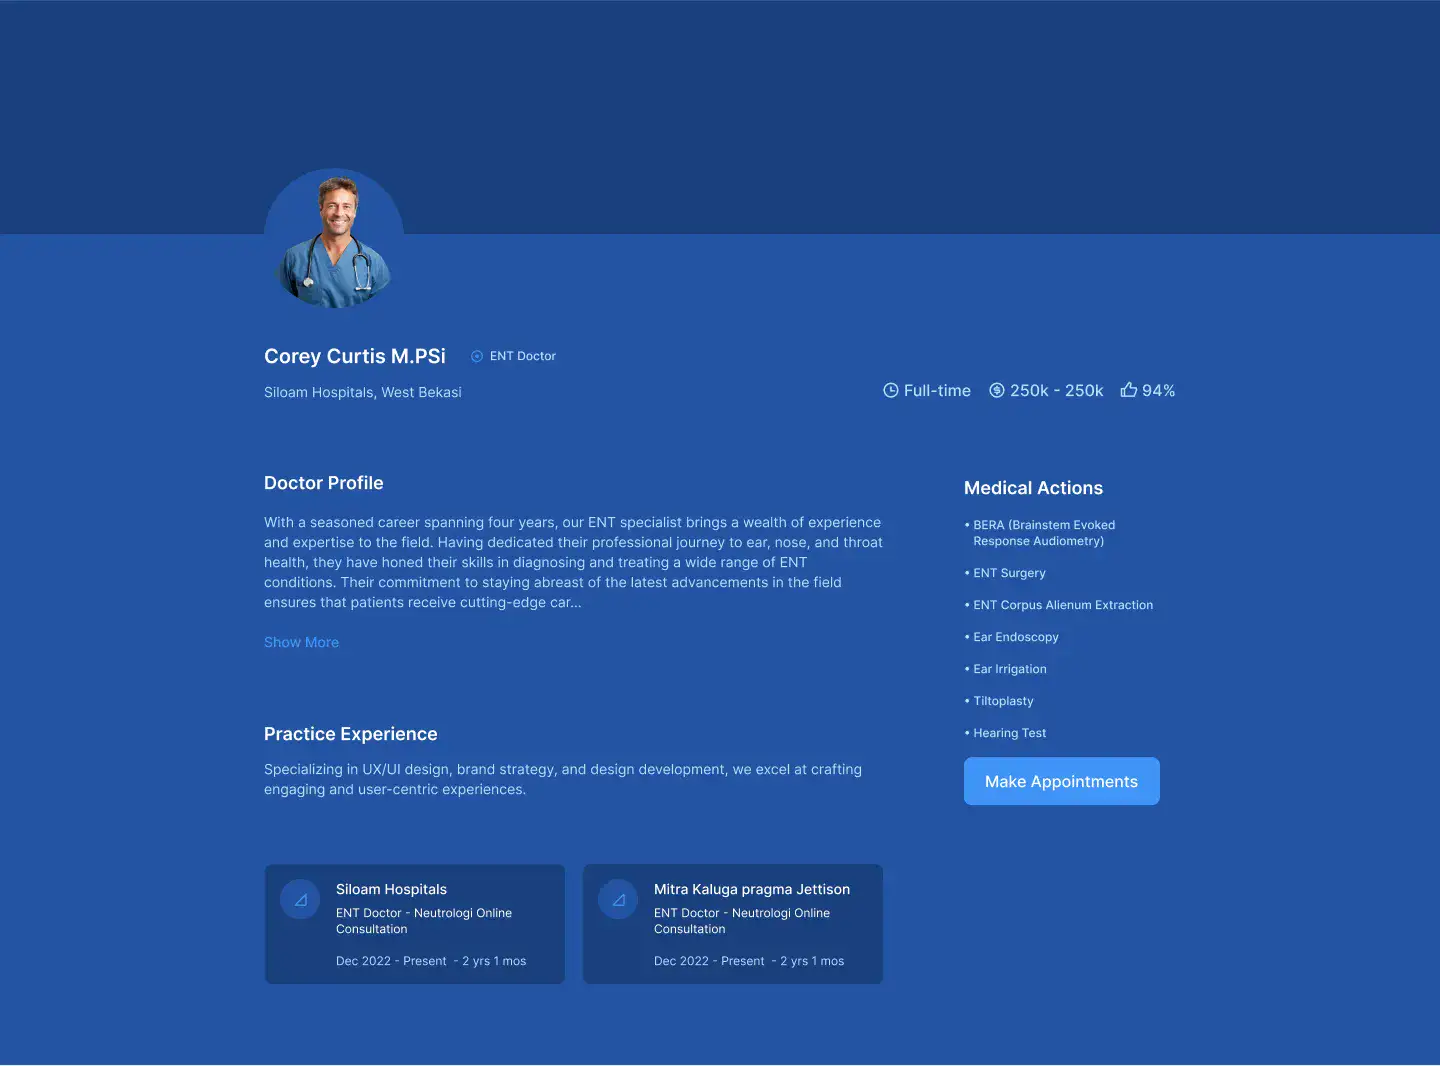 Corey Curtis M.PSi
ENT Doctor
Siloam Hospitals, West Bekasi
Full-time
250k - 250k
94%
Doctor Profile
With a seasoned career spanning four years, our ENT specialist brings a wealth of experience
and expertise to the field. Having dedicated their professional journey to ear, nose, and throat
health, they have honed their skills in diagnosing and treating a wide range of ENT
conditions. Their commitment to staying abreast of the latest advancements in the field
ensures that patients receive cutting-edge car...
Show More
Practice Experience
Specializing in UX/UI design, brand strategy, and design development, we excel at crafting
engaging and user-centric experiences.
Siloam Hospitals
ENT Doctor - Neutrologi Online
Consultation
Dec 2022 - Present - 2 yrs 1 mos
Mitra Kaluga pragma Jettison
ENT Doctor - Neutrologi Online
Consultation
Dec 2022 - Present - 2 yrs 1 mos
Medical Actions
• BERA (Brainstem Evoked
Response Audiometry)
• ENT Surgery
• ENT Corpus Alienum Extraction
• Ear Endoscopy
• Ear Irrigation
• Tiltoplasty
• Hearing Test
Make Appointments